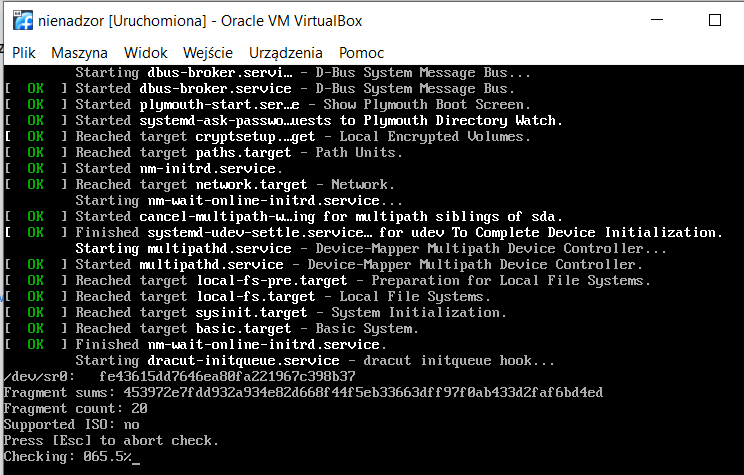 nienadzor [Uruchomiona] - Oracle VM VirtualBox
Plik Maszyna Widok Wejście Urządzenia Pomoc
Starting dbus-broker.servi… - D-Bus System Message Bus...
[ OK ] Started dbus-broker.service - D-Bus System Message Bus.
[ OK ] Started plymouth-start.ser…e - Show Plymouth Boot Screen.
[ OK ] Started systemd-ask-passwo…uests to Plymouth Directory Watch.
[ OK ] Reached target cryptsetup.…get - Local Encrypted Volumes.
[ OK ] Reached target paths.target - Path Units.
[ OK ] Started nm-initrd.service.
[ OK ] Reached target network.target - Network.
Starting nm-wait-online-initrd.service...
[ OK ] Started cancel-multipath-w…ing for multipath siblings of sda.
[ OK ] Finished systemd-udev-settle.service… for udev To Complete Device Initialization.
Starting multipathd.service - Device-Mapper Multipath Device Controller...
[ OK ] Started multipathd.service - Device-Mapper Multipath Device Controller.
[ OK ] Reached target local-fs-pre.target - Preparation for Local File Systems.
[ OK ] Reached target local-fs.target - Local File Systems.
[ OK ] Reached target sysinit.target - System Initialization.
[ OK ] Reached target basic.target - Basic System.
[ OK ] Finished nm-wait-online-initrd.service.
Starting dracut-initqueue.service - dracut initqueue hook...
/dev/sr0: fe43615dd7646ea80fa221967c398b37
Fragment sums: 453972e7fdd932a934e82d668f44f5eb33663dff97f0ab433d2faf6bd4ed
Fragment count: 20
Supported ISO: no
Press [Esc] to abort check.
Checking: 065.5%_